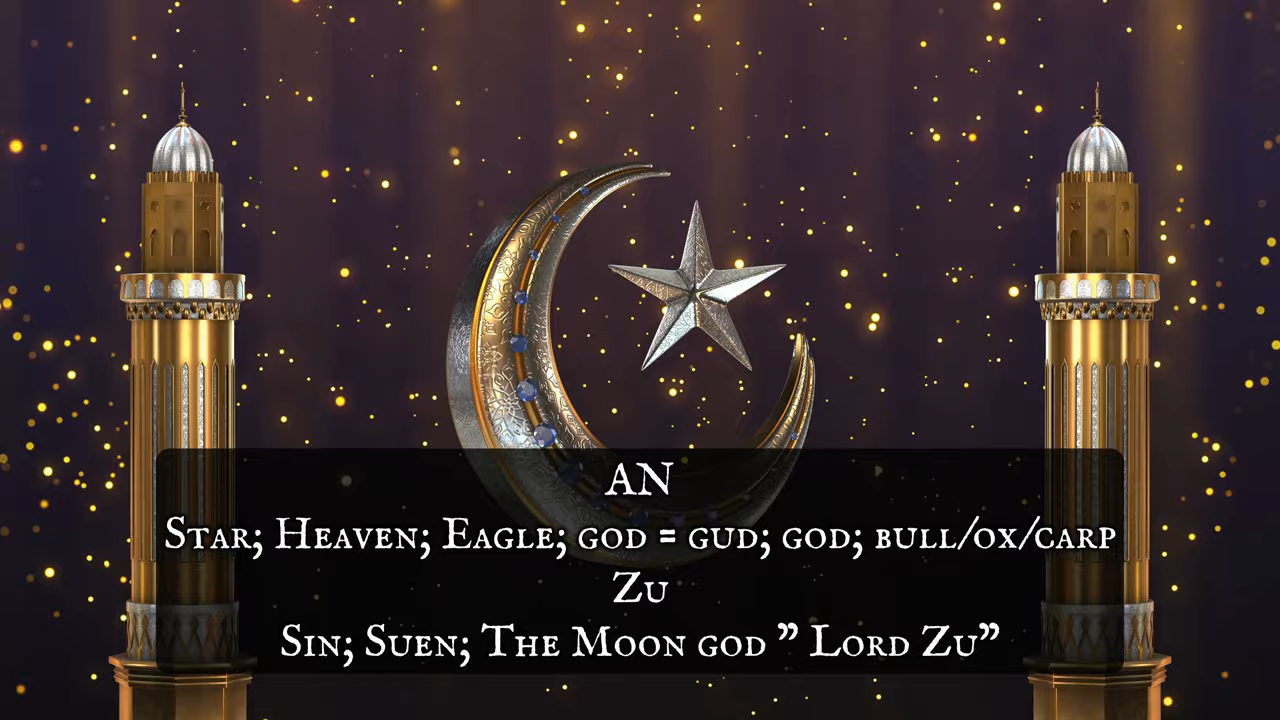 AN
Star; Heaven; Eagle; god = gud; god; bull/ox/carp
Zu
Sin; Suen; The Moon god " Lord Zu"